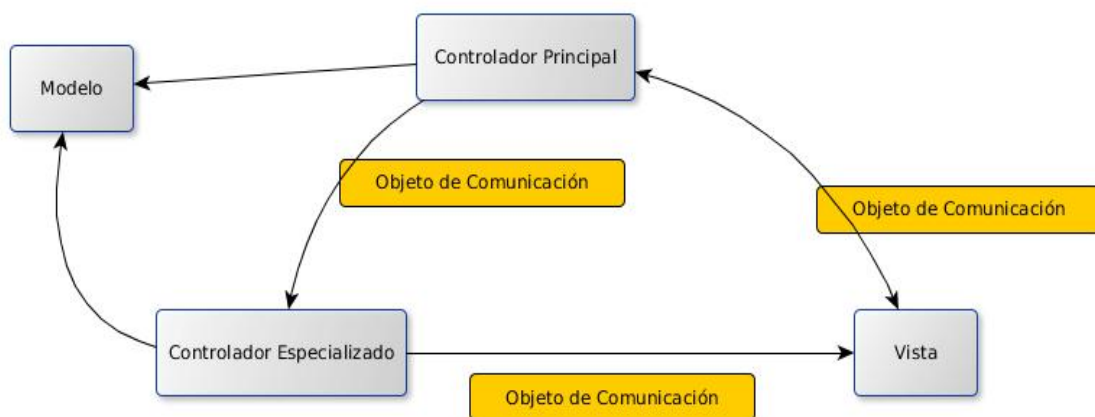 Controlador Principal
Modelo
Objeto de Comunicación
Objeto de Comunicación
Controlador Especializado
Vista
Objeto de Comunicación